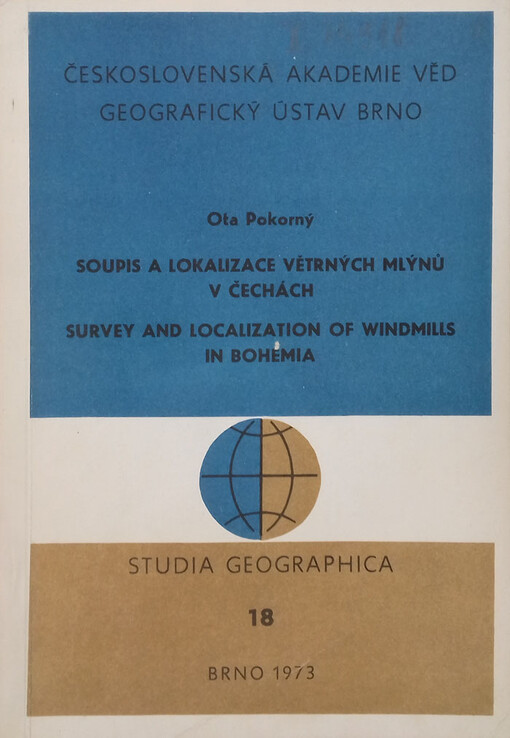 ČESKOSLOVENSKÁ AKADEMIE VĚD
GEOGRAFICKÝ ÚSTAV BRNO
Ota Pokorný
SOUPIS A LOKALIZACE VĚTRNÝCH MLÝNŮ
V ČECHÁCH
SURVEY AND LOCALIZATION OF WINDMILLS
IN BOHEMIA
STUDIA GEOGRAPHICA
18
BRNO 1973